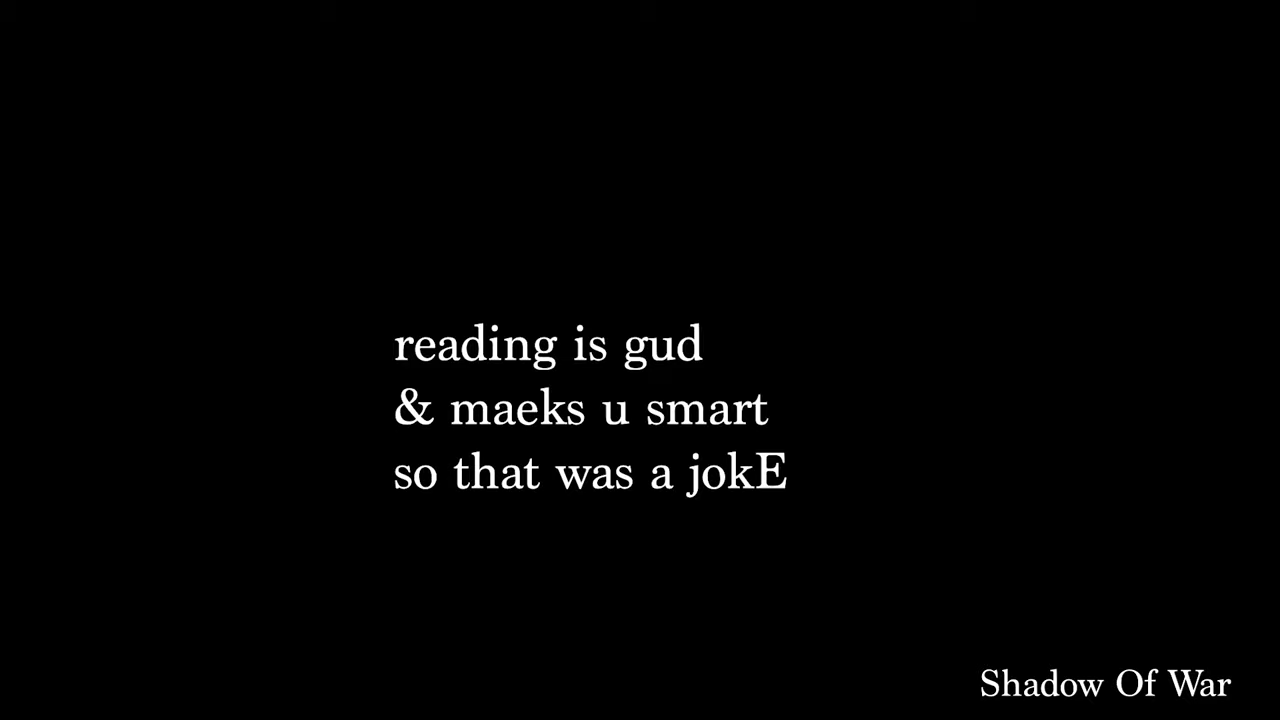 reading is gud
& maeks u smart
so that was a jokE
Shadow Of War